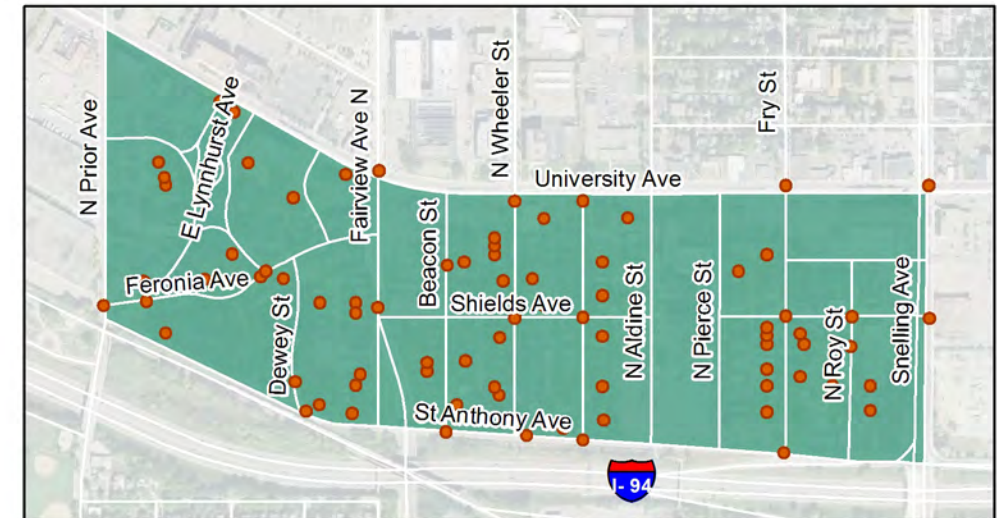 N Prior Ave
E Lynnhurst Ave
Fairview Ave N
N Wheeler St
Fry St
University Ave
Beacon St
Feronia Ave
Shields Ave
Dewey St
N Aldine St
N Pierce St
N Roy St
Snelling Ave
St Anthony Ave
I- 94